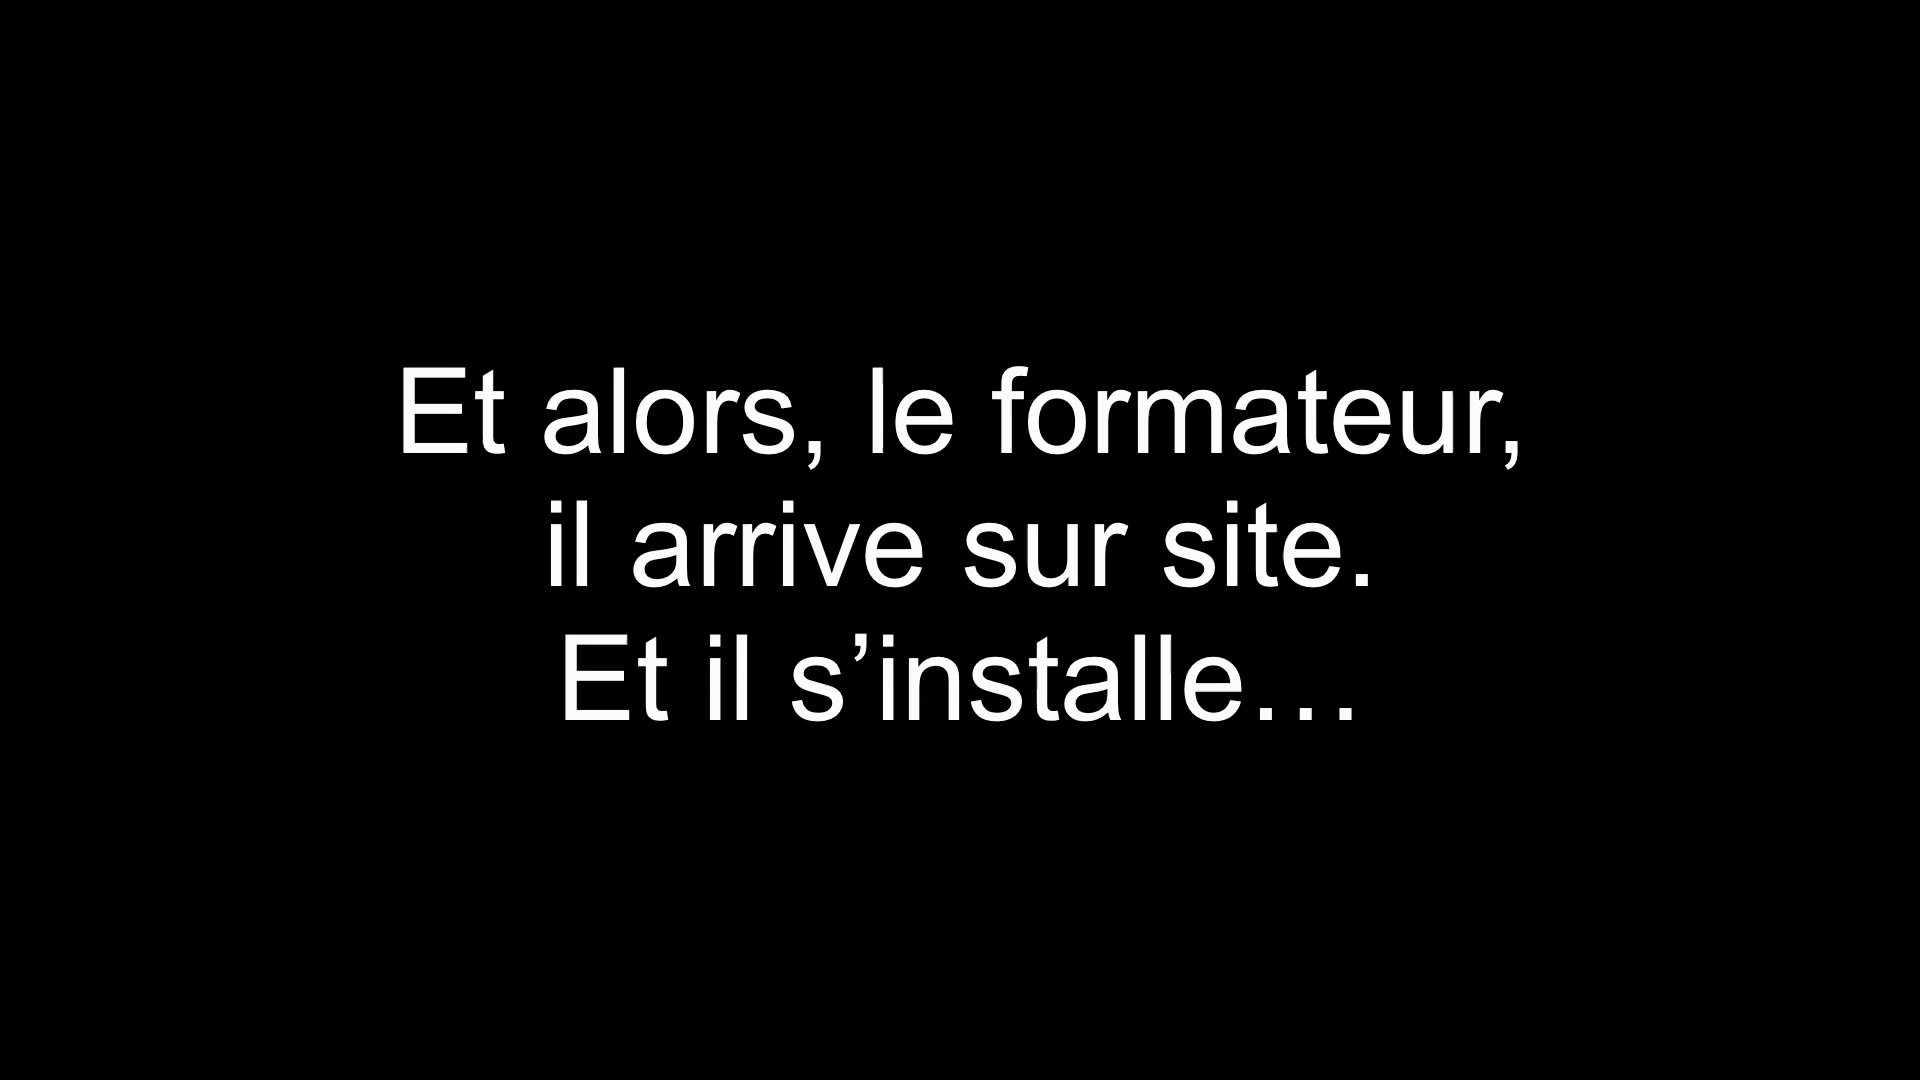 Et alors, le formateur,
il arrive sur site.
Et il s’installe…